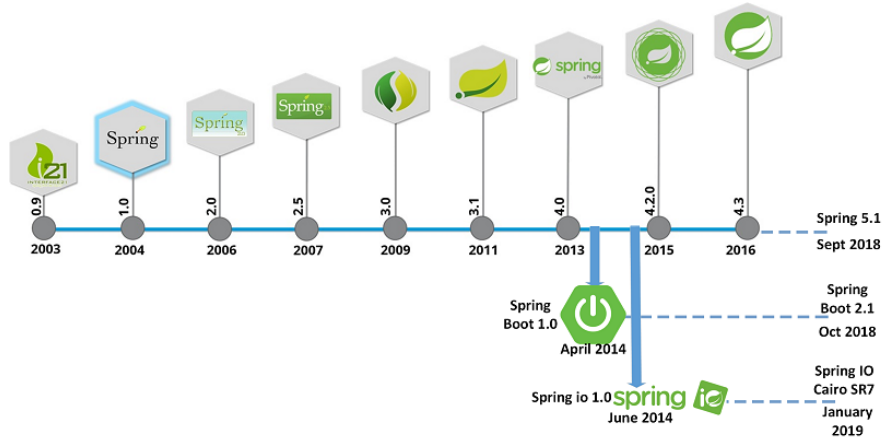 i21
INTERFACE21
Spring
Spring
Spring
spring
0.9
1.0
2.0
2.5
3.0
3.1
4.0
4.2.0
4.3
2003
2004
2006
2007
2009
2011
2013
2015
2016
Spring 5.1
Sept 2018
Spring
Boot 1.0
April 2014
Spring
Boot 2.1
Oct 2018
Spring io 1.0
spring io
June 2014
Spring IO
Cairo SR7
January
2019